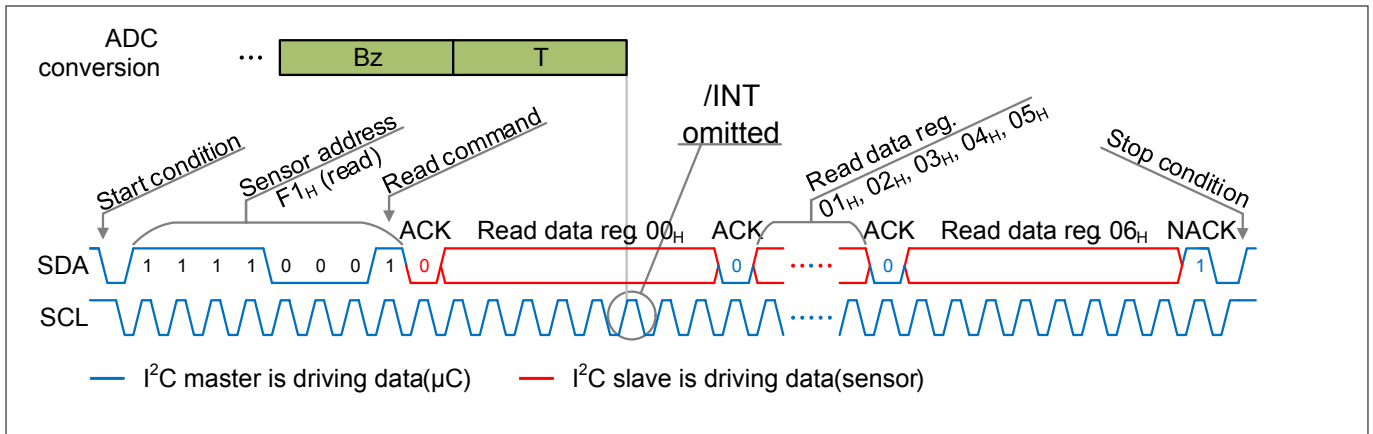 ADC
conversion
...
Bz
T
/INT
omitted
Start condition
Sensor address
F1H (read)
Read command
Read data reg.
01H, 02H, 03H, 04H, 05H
Stop condition
ACK
Read data reg. 00H
ACK
ACK
Read data reg. 06H
NACK
SDA
1 1 1 1 0 0 0 1 0 0 ..... 0 1
SCL
.....
I2C master is driving data(µC)
I2C slave is driving data(sensor)